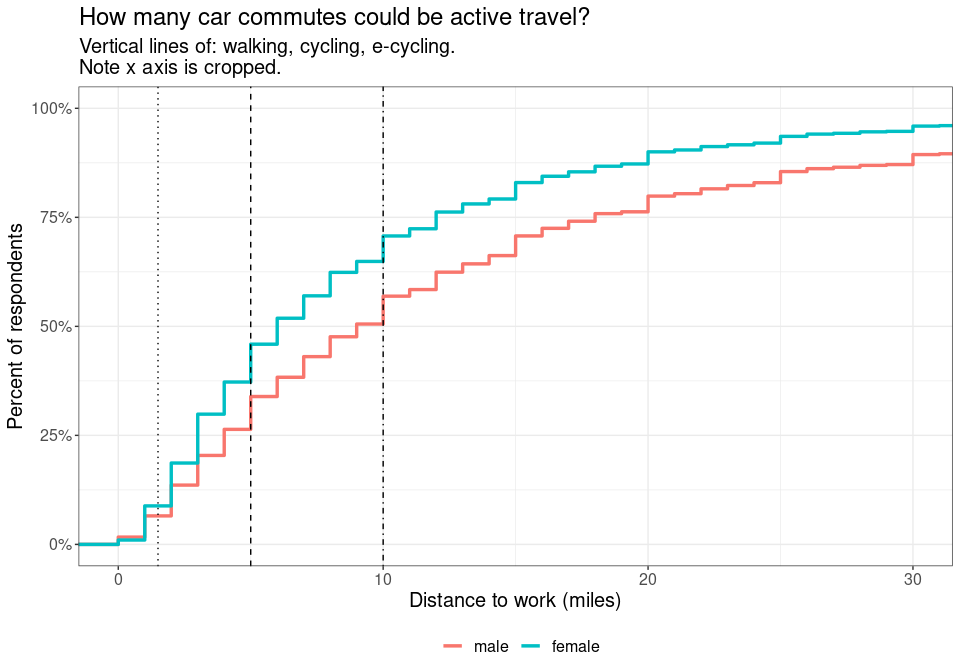 How many car commutes could be active travel?
Vertical lines of: walking, cycling, e-cycling.
Note x axis is cropped.
Percent of respondents
100%
75%
50%
25%
0%
0 10 20 30
Distance to work (miles)
male female